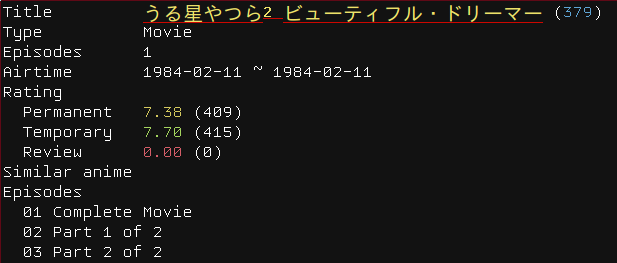 Title うる星やつら2 ビューティフル・ドリーマー (379)
Type Movie
Episodes 1
Airtime 1984-02-11 ~ 1984-02-11
Rating
Permanent 7.38 (409)
Temporary 7.70 (415)
Review 0.00 (0)
Similar anime
Episodes
01 Complete Movie
02 Part 1 of 2
03 Part 2 of 2